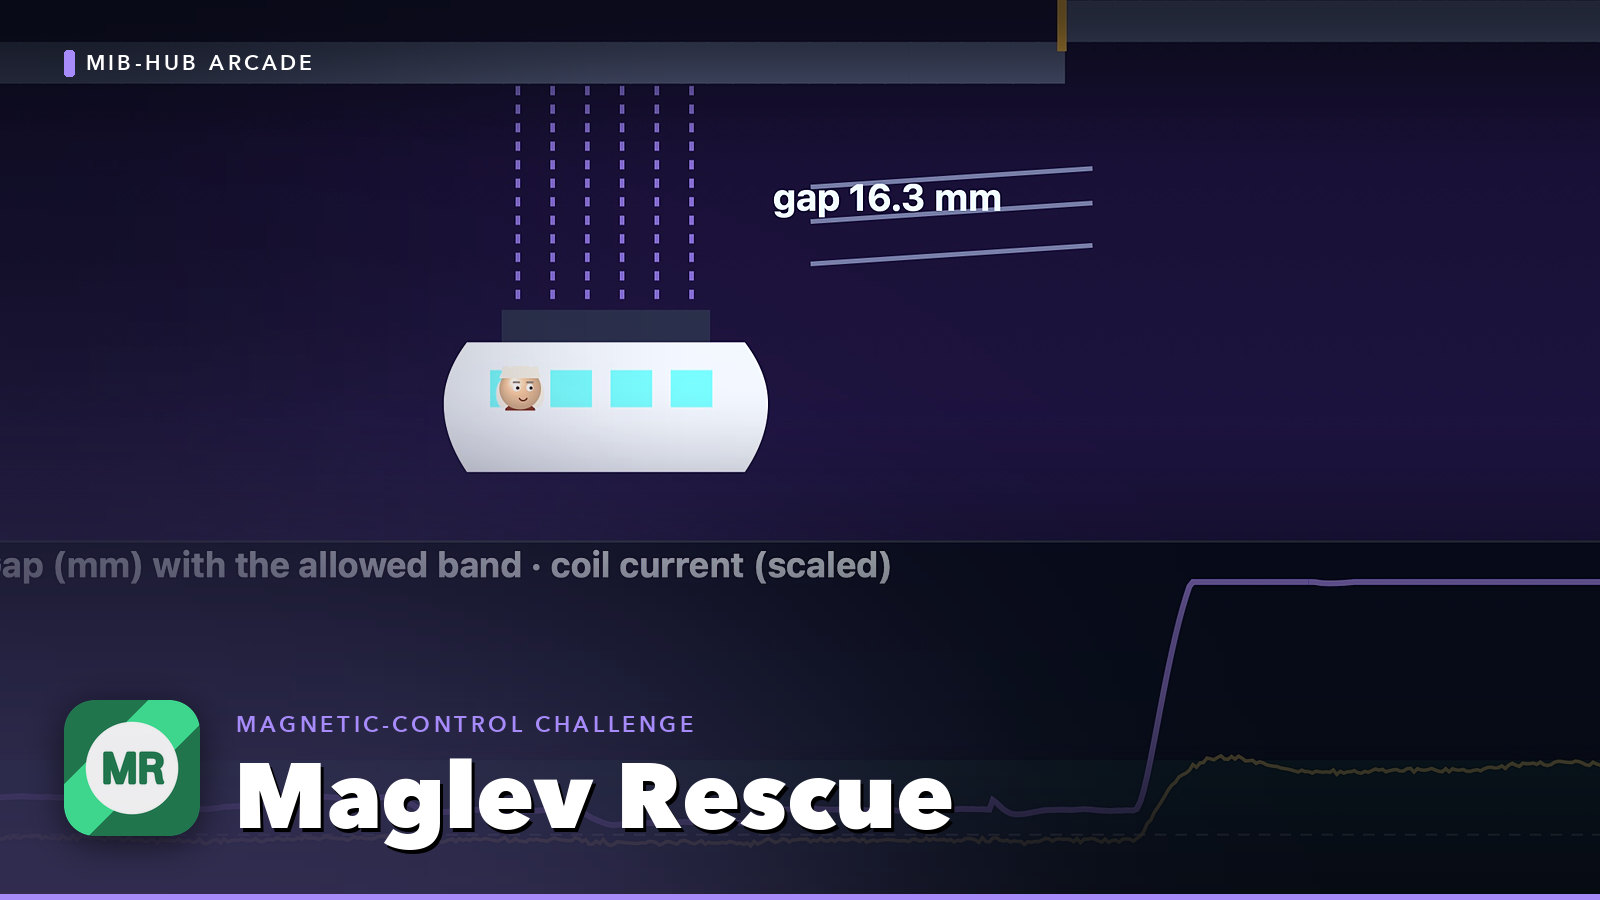 MIB-HUB ARCADE
gap 16.3 mm
ap (mm) with the allowed band · coil current (scaled)
MR
MAGNETIC-CONTROL CHALLENGE
Maglev Rescue